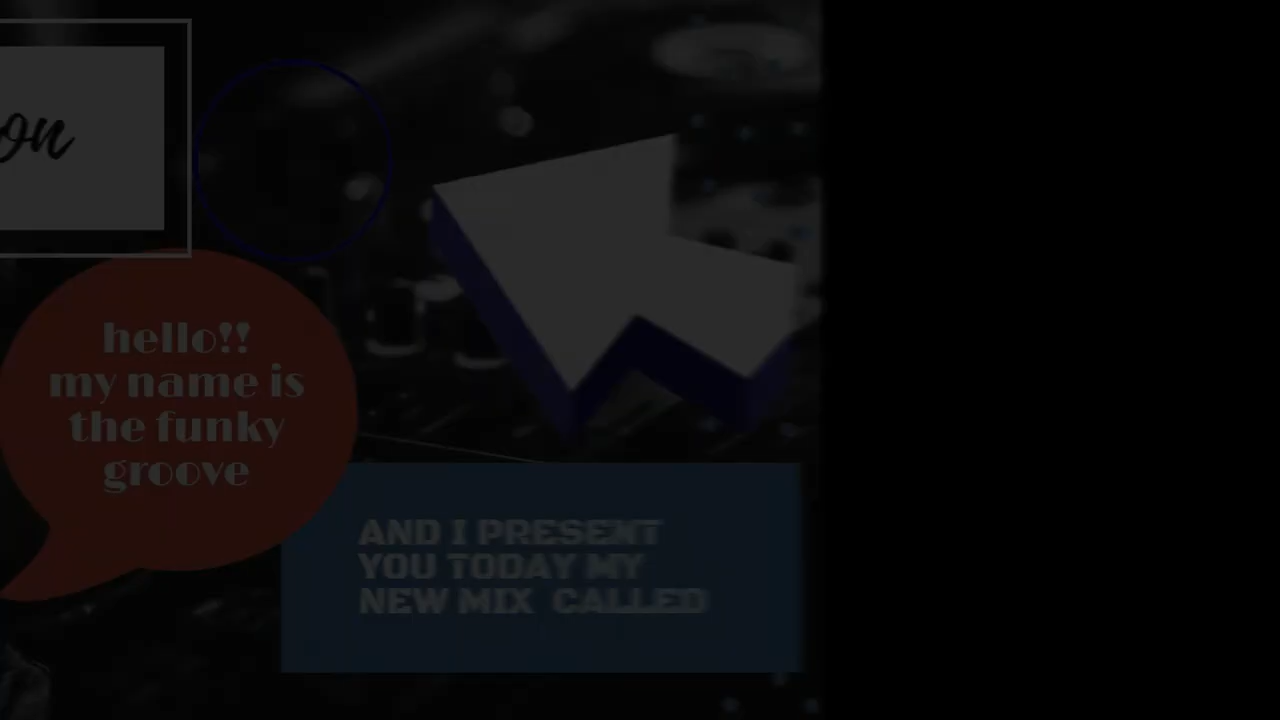 on
hello!!
my name is
the funky
groove
AND I PRESENT
YOU TODAY MY
NEW MIX CALLED